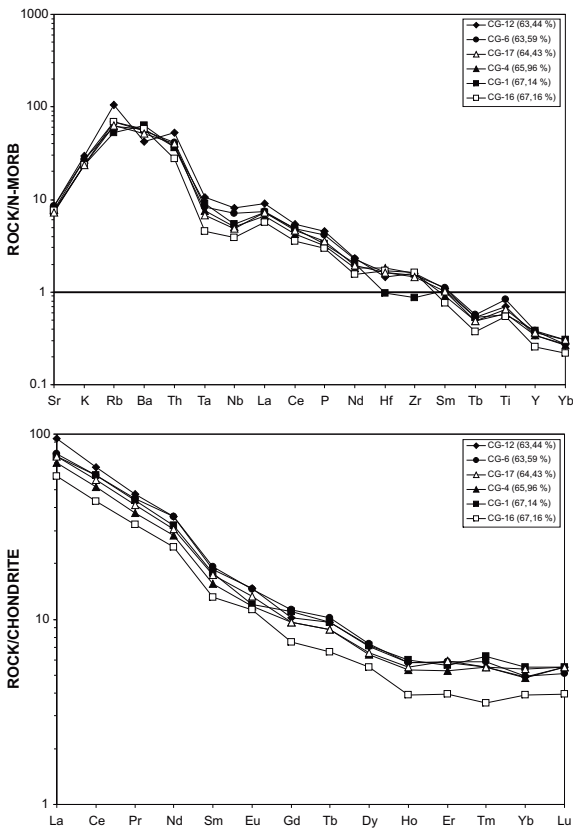 1000
100
10
1
0.1
ROCK/N-MORB
CG-12 (63,44 %)
CG-6 (63,59 %)
CG-17 (64,43 %)
CG-4 (65,96 %)
CG-1 (67,14 %)
CG-16 (67,16 %)
Sr K Rb Ba Th Ta Nb La Ce P Nd Hf Zr Sm Tb Ti Y Yb
100
10
1
ROCK/CHONDRITE
CG-12 (63,44 %)
CG-6 (63,59 %)
CG-17 (64,43 %)
CG-4 (65,96 %)
CG-1 (67,14 %)
CG-16 (67,16 %)
La Ce Pr Nd Sm Eu Gd Tb Dy Ho Er Tm Yb Lu